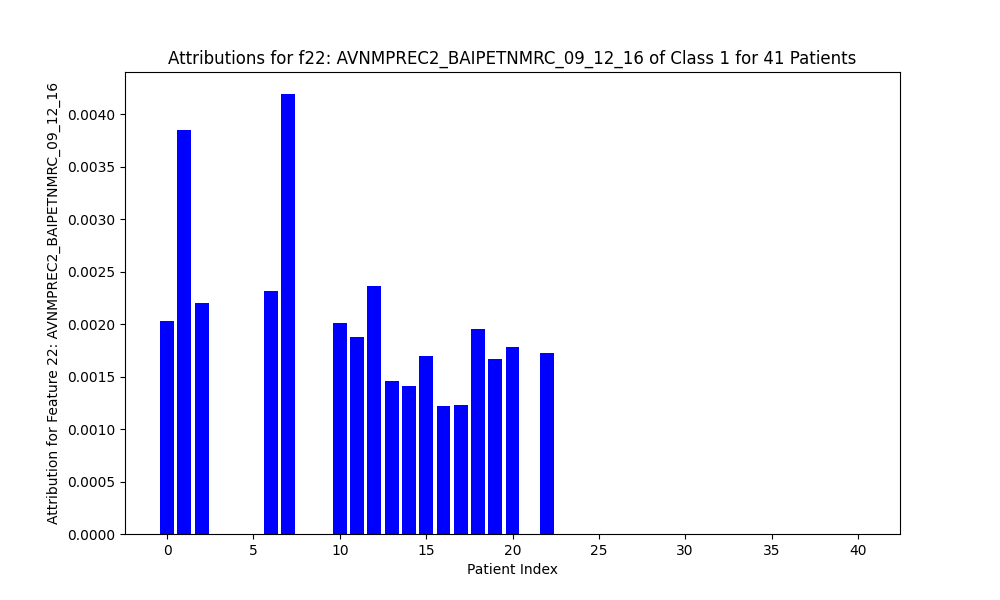 Attributions for f22: AVNMPREC2_BAIPETNMRC_09_12_16 of Class 1 for 41 Patients
Attribution for Feature 22: AVNMPREC2_BAIPETNMRC_09_12_16
0.0040
0.0035
0.0030
0.0025
0.0020
0.0015
0.0010
0.0005
0.0000
0 5 10 15 20 25 30 35 40
Patient Index